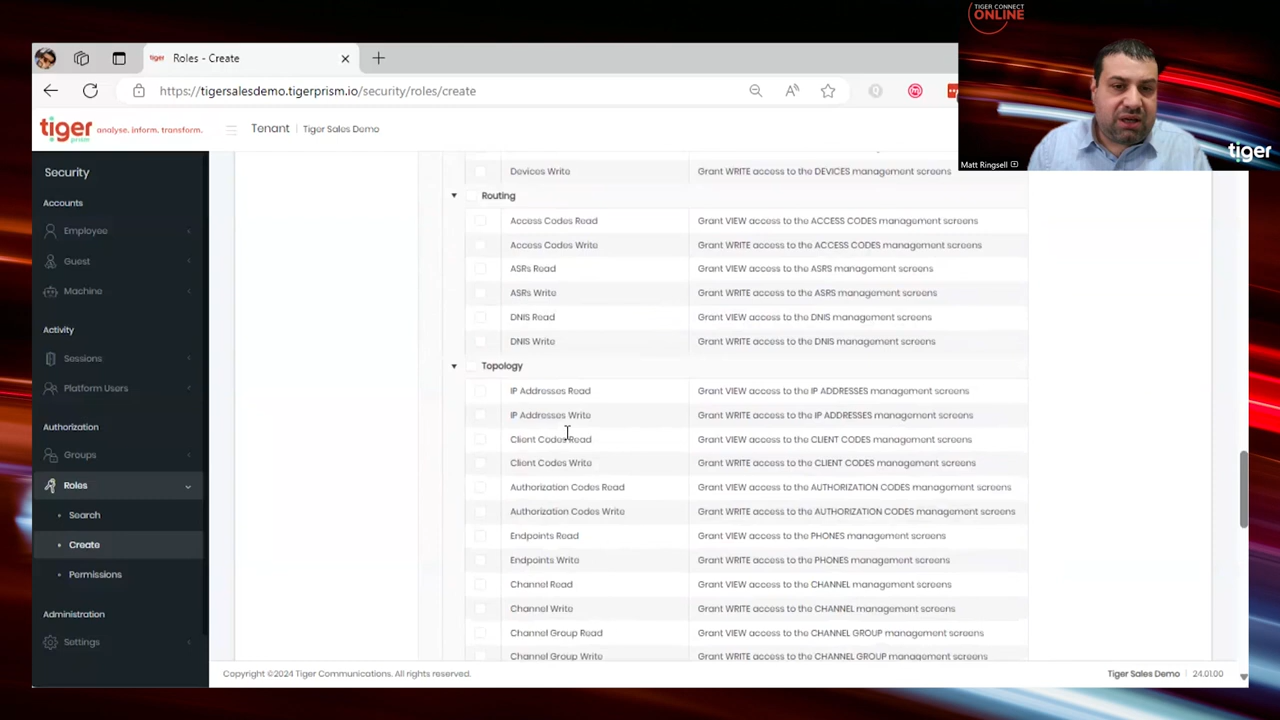 TIGER CONNECT
ONLINE
Roles - Create
https://tigersalesdemo.tigerprism.io/security/roles/create
tiger
prism
analyse. inform. transform.
Tenant
Tiger Sales Demo
Matt Ringsell
tiger
Security
Accounts
Employee
Guest
Machine
Activity
Sessions
Platform Users
Authorization
Groups
Roles
Search
Create
Permissions
Administration
Settings
Devices Write Grant WRITE access to the DEVICES management screens
Routing
Access Codes Read Grant VIEW access to the ACCESS CODES management screens
Access Codes Write Grant WRITE access to the ACCESS CODES management screens
ASRs Read Grant VIEW access to the ASRS management screens
ASRs Write Grant WRITE access to the ASRS management screens
DNIS Read Grant VIEW access to the DNIS management screens
DNIS Write Grant WRITE access to the DNIS management screens
Topology
IP Addresses Read Grant VIEW access to the IP ADDRESSES management screens
IP Addresses Write Grant WRITE access to the IP ADDRESSES management screens
Client Codes Read Grant VIEW access to the CLIENT CODES management screens
Client Codes Write Grant WRITE access to the CLIENT CODES management screens
Authorization Codes Read Grant VIEW access to the AUTHORIZATION CODES management screens
Authorization Codes Write Grant WRITE access to the AUTHORIZATION CODES management screens
Endpoints Read Grant VIEW access to the PHONES management screens
Endpoints Write Grant WRITE access to the PHONES management screens
Channel Read Grant VIEW access to the CHANNEL management screens
Channel Write Grant WRITE access to the CHANNEL management screens
Channel Group Read Grant VIEW access to the CHANNEL GROUP management screens
Channel Group Write Grant WRITE access to the CHANNEL GROUP management screens
Copyright ©2024 Tiger Communications. All rights reserved.
Tiger Sales Demo 24.01.00